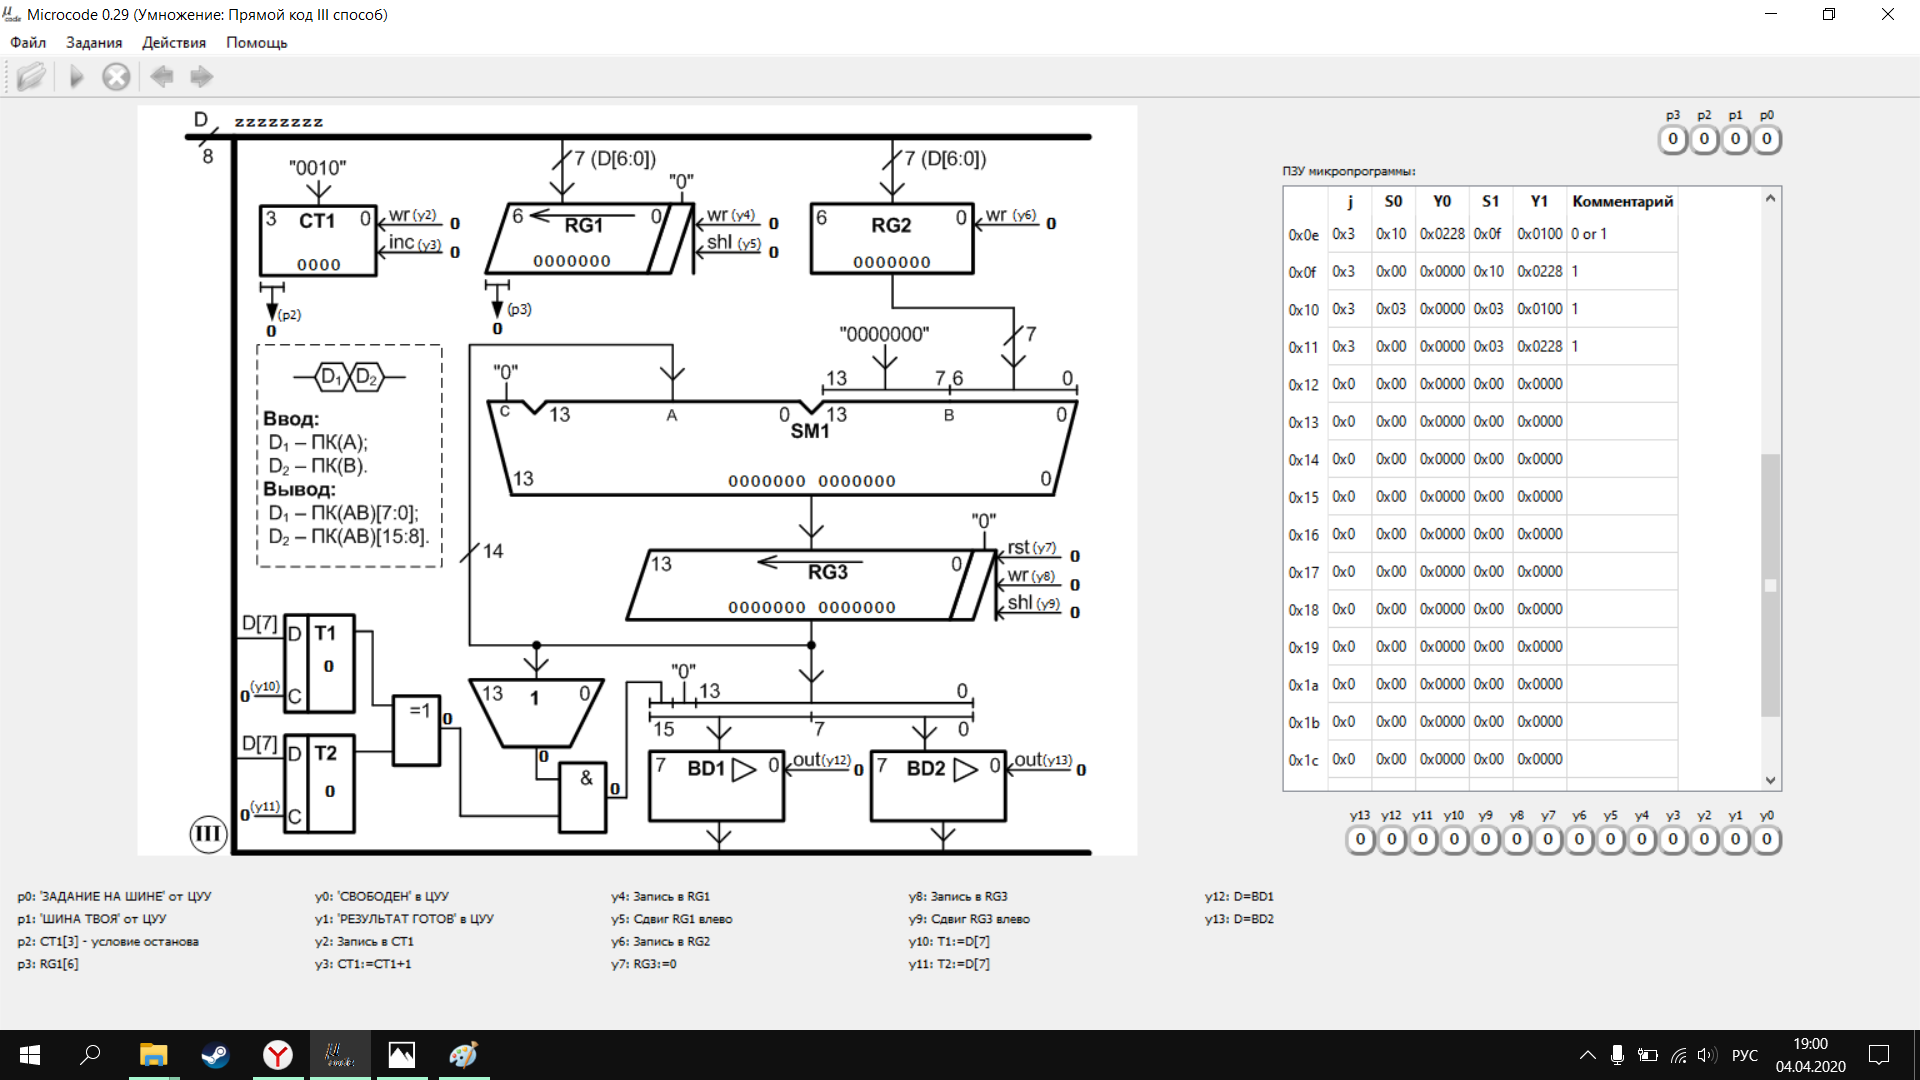 Microcode 0.29 (Умножение: Прямой код III способ)
Файл Задания Действия Помощь
D zzzzzzzz
8
"0010"
3 CT1 0
0000
wr (y2) 0
inc (y3) 0
(p2)
0
7 (D[6:0])
"0"
6 RG1 0
0000000
wr (y4) 0
shl (y5) 0
(p3)
0
7 (D[6:0])
6 RG2 0
0000000
wr (y6) 0
"0000000"
7
13 7 6 0
D₁ D₂
Ввод:
D₁ – ПК(A);
D₂ – ПК(B).
Вывод:
D₁ – ПК(AB)[7:0];
D₂ – ПК(AB)[15:8].
"0"
C 13 A 0 13 B 0
SM1
13 0000000 0000000 0
14
"0"
13 RG3 0
0000000 0000000
rst (y7) 0
wr (y8) 0
shl (y9) 0
D[7] D T1
0
0 (y10) C
D[7] D T2
0
0 (y11) C
=1 0
13 1 0
0
& 0
"0" 13 0
15 7 0
7 BD1 0 out(y12) 0
7 BD2 0 out(y13) 0
III
p3 p2 p1 p0
0 0 0 0
ПЗУ микропрограммы:
j S0 Y0 S1 Y1 Комментарий
0x0e 0x3 0x10 0x0228 0x0f 0x0100 0 or 1
0x0f 0x3 0x00 0x0000 0x10 0x0228 1
0x10 0x3 0x03 0x0000 0x03 0x0100 1
0x11 0x3 0x00 0x0000 0x03 0x0228 1
0x12 0x0 0x00 0x0000 0x00 0x0000
0x13 0x0 0x00 0x0000 0x00 0x0000
0x14 0x0 0x00 0x0000 0x00 0x0000
0x15 0x0 0x00 0x0000 0x00 0x0000
0x16 0x0 0x00 0x0000 0x00 0x0000
0x17 0x0 0x00 0x0000 0x00 0x0000
0x18 0x0 0x00 0x0000 0x00 0x0000
0x19 0x0 0x00 0x0000 0x00 0x0000
0x1a 0x0 0x00 0x0000 0x00 0x0000
0x1b 0x0 0x00 0x0000 0x00 0x0000
0x1c 0x0 0x00 0x0000 0x00 0x0000
y13 y12 y11 y10 y9 y8 y7 y6 y5 y4 y3 y2 y1 y0
0 0 0 0 0 0 0 0 0 0 0 0 0 0
p0: 'ЗАДАНИЕ НА ШИНЕ' от ЦУУ
p1: 'ШИНА ТВОЯ' от ЦУУ
p2: CT1[3] - условие останова
p3: RG1[6]
y0: 'СВОБОДЕН' в ЦУУ
y1: 'РЕЗУЛЬТАТ ГОТОВ' в ЦУУ
y2: Запись в CT1
y3: CT1:=CT1+1
y4: Запись в RG1
y5: Сдвиг RG1 влево
y6: Запись в RG2
y7: RG3:=0
y8: Запись в RG3
y9: Сдвиг RG3 влево
y10: T1:=D[7]
y11: T2:=D[7]
y12: D=BD1
y13: D=BD2
РУС
19:00
04.04.2020